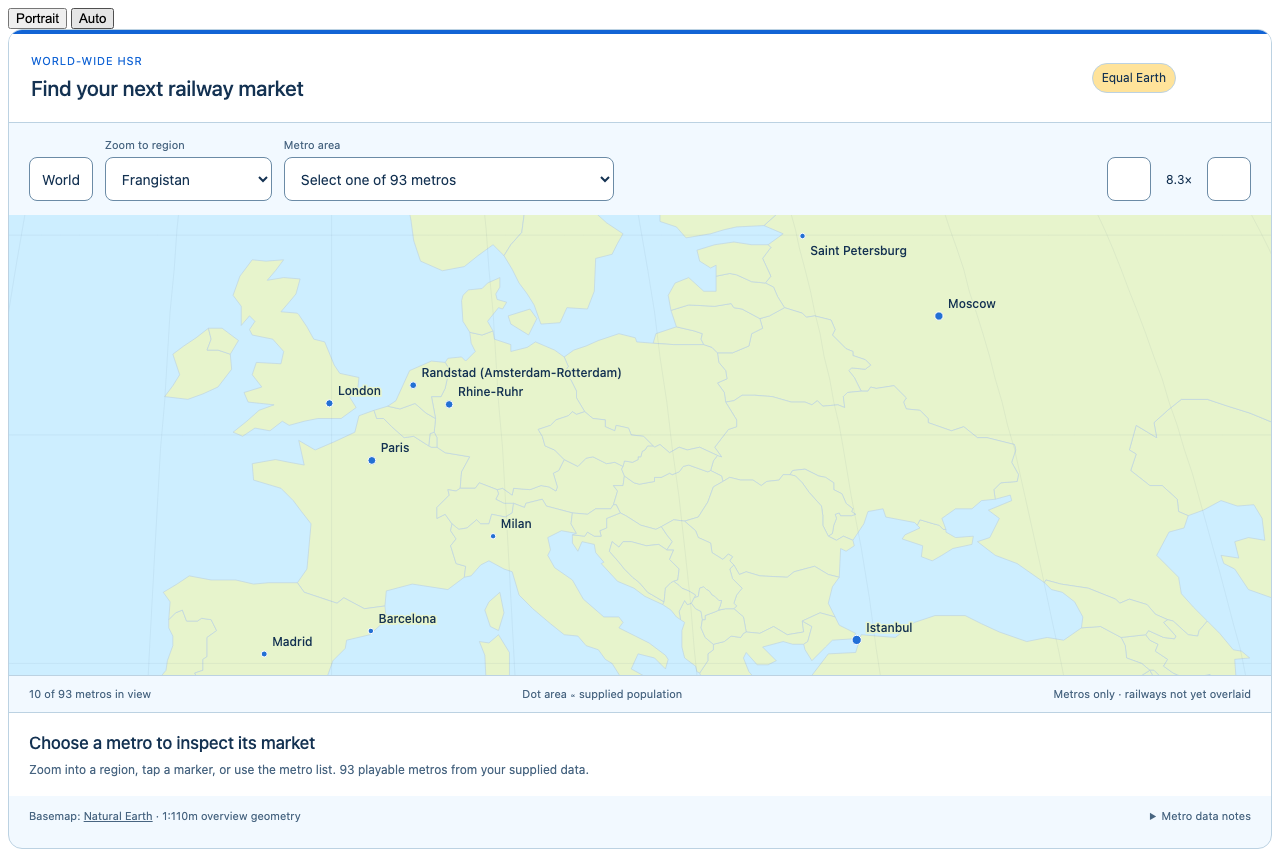 Portrait Auto
WORLD-WIDE HSR
Find your next railway market
Equal Earth
Zoom to region
Metro area
World
Frangistan
Select one of 93 metros
8.3×
Saint Petersburg
Moscow
Randstad (Amsterdam-Rotterdam)
London
Rhine-Ruhr
Paris
Milan
Barcelona
Istanbul
Madrid
10 of 93 metros in view
Dot area ∝ supplied population
Metros only · railways not yet overlaid
Choose a metro to inspect its market
Zoom into a region, tap a marker, or use the metro list. 93 playable metros from your supplied data.
Basemap: Natural Earth · 1:110m overview geometry
▶ Metro data notes